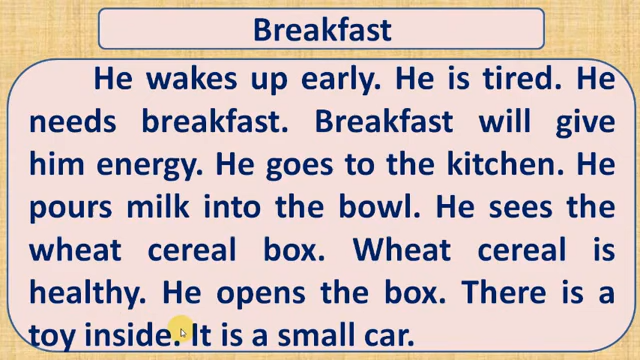 Breakfast
He wakes up early. He is tired. He
needs breakfast. Breakfast will give
him energy. He goes to the kitchen. He
pours milk into the bowl. He sees the
wheat cereal box. Wheat cereal is
healthy. He opens the box. There is a
toy inside. It is a small car.